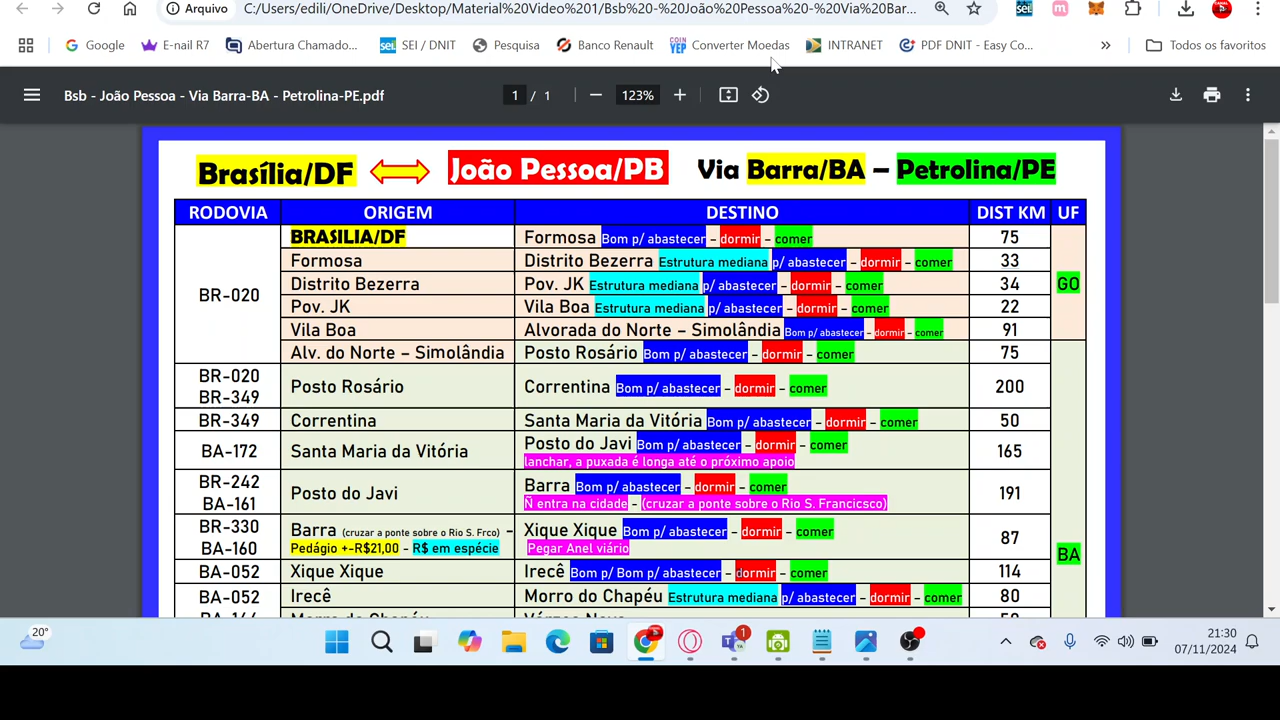 Arquivo C:/Users/edili/OneDrive/Desktop/Material%20Video%201/Bsb%20-%20João%20Pessoa%20-%20Via%20Bar...
Google E-nail R7 Abertura Chamado... SEI / DNIT Pesquisa Banco Renault COIN YEP Converter Moedas INTRANET PDF DNIT - Easy Co... » Todos os favoritos
Bsb - João Pessoa - Via Barra-BA - Petrolina-PE.pdf 1 / 1 123%
Brasília/DF João Pessoa/PB Via Barra/BA – Petrolina/PE
RODOVIA ORIGEM DESTINO DIST KM UF
BRASILIA/DF Formosa Bom p/ abastecer – dormir – comer 75
Formosa Distrito Bezerra Estrutura mediana p/ abastecer – dormir – comer 33
BR-020 Distrito Bezerra Pov. JK Estrutura mediana p/ abastecer – dormir – comer 34 GO
Pov. JK Vila Boa Estrutura mediana p/ abastecer – dormir – comer 22
Vila Boa Alvorada do Norte – Simolândia Bom p/ abastecer – dormir – comer 91
Alv. do Norte – Simolândia Posto Rosário Bom p/ abastecer – dormir – comer 75
BR-020
BR-349 Posto Rosário Correntina Bom p/ abastecer – dormir – comer 200
BR-349 Correntina Santa Maria da Vitória Bom p/ abastecer – dormir – comer 50
BA-172 Santa Maria da Vitória Posto do Javi Bom p/ abastecer – dormir – comer 165
lanchar, a puxada é longa até o próximo apoio
BR-242
BA-161 Posto do Javi Barra Bom p/ abastecer – dormir – comer 191
Ñ entra na cidade – (cruzar a ponte sobre o Rio S. Francicsco)
BR-330 Barra (cruzar a ponte sobre o Rio S. Frco) – Xique Xique Bom p/ abastecer – dormir – comer 87
BA-160 Pedágio +-R$21,00 - R$ em espécie Pegar Anel viário BA
BA-052 Xique Xique Irecê Bom p/ Bom p/ abastecer – dormir – comer 114
BA-052 Irecê Morro do Chapéu Estrutura mediana p/ abastecer – dormir – comer 80
20° 1 21:30
07/11/2024